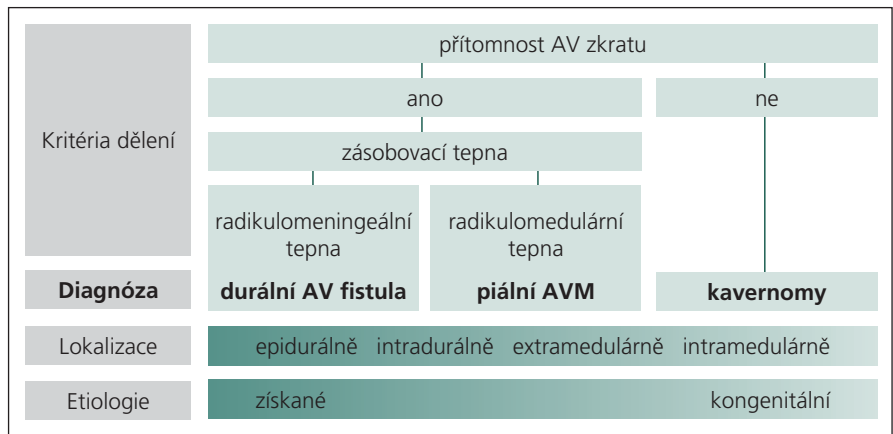 přítomnost AV zkratu
Kritéria dělení
ano
ne
zásobovací tepna
radikulomeningeální
tepna
radikulomedulární
tepna
Diagnóza
durální AV fistula
piální AVM
kavernomy
Lokalizace
epidurálně intradurálně extramedulárně intramedulárně
Etiologie
získané
kongenitální